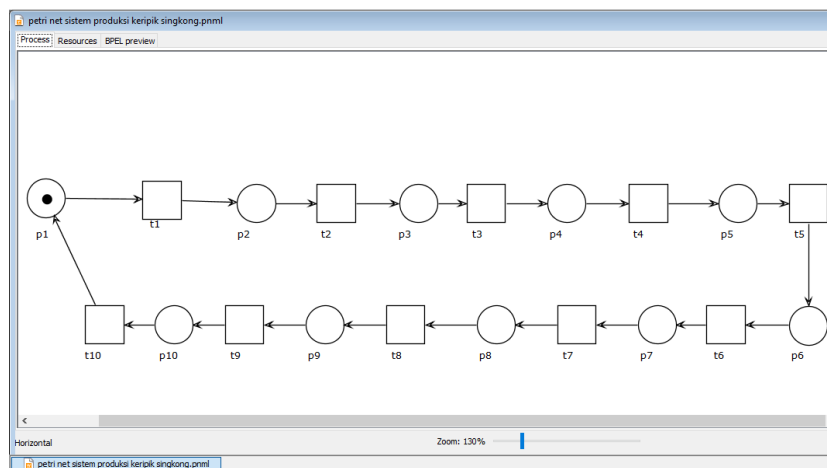 petri net sistem produksi keripik singkong.pnml
Process Resources BPEL preview
p1 t1 p2 t2 p3 t3 p4 t4 p5 t5
t10 p10 t9 p9 t8 p8 t7 p7 t6 p6
Horizontal Zoom: 130%
petri net sistem produksi keripik singkong.pnml